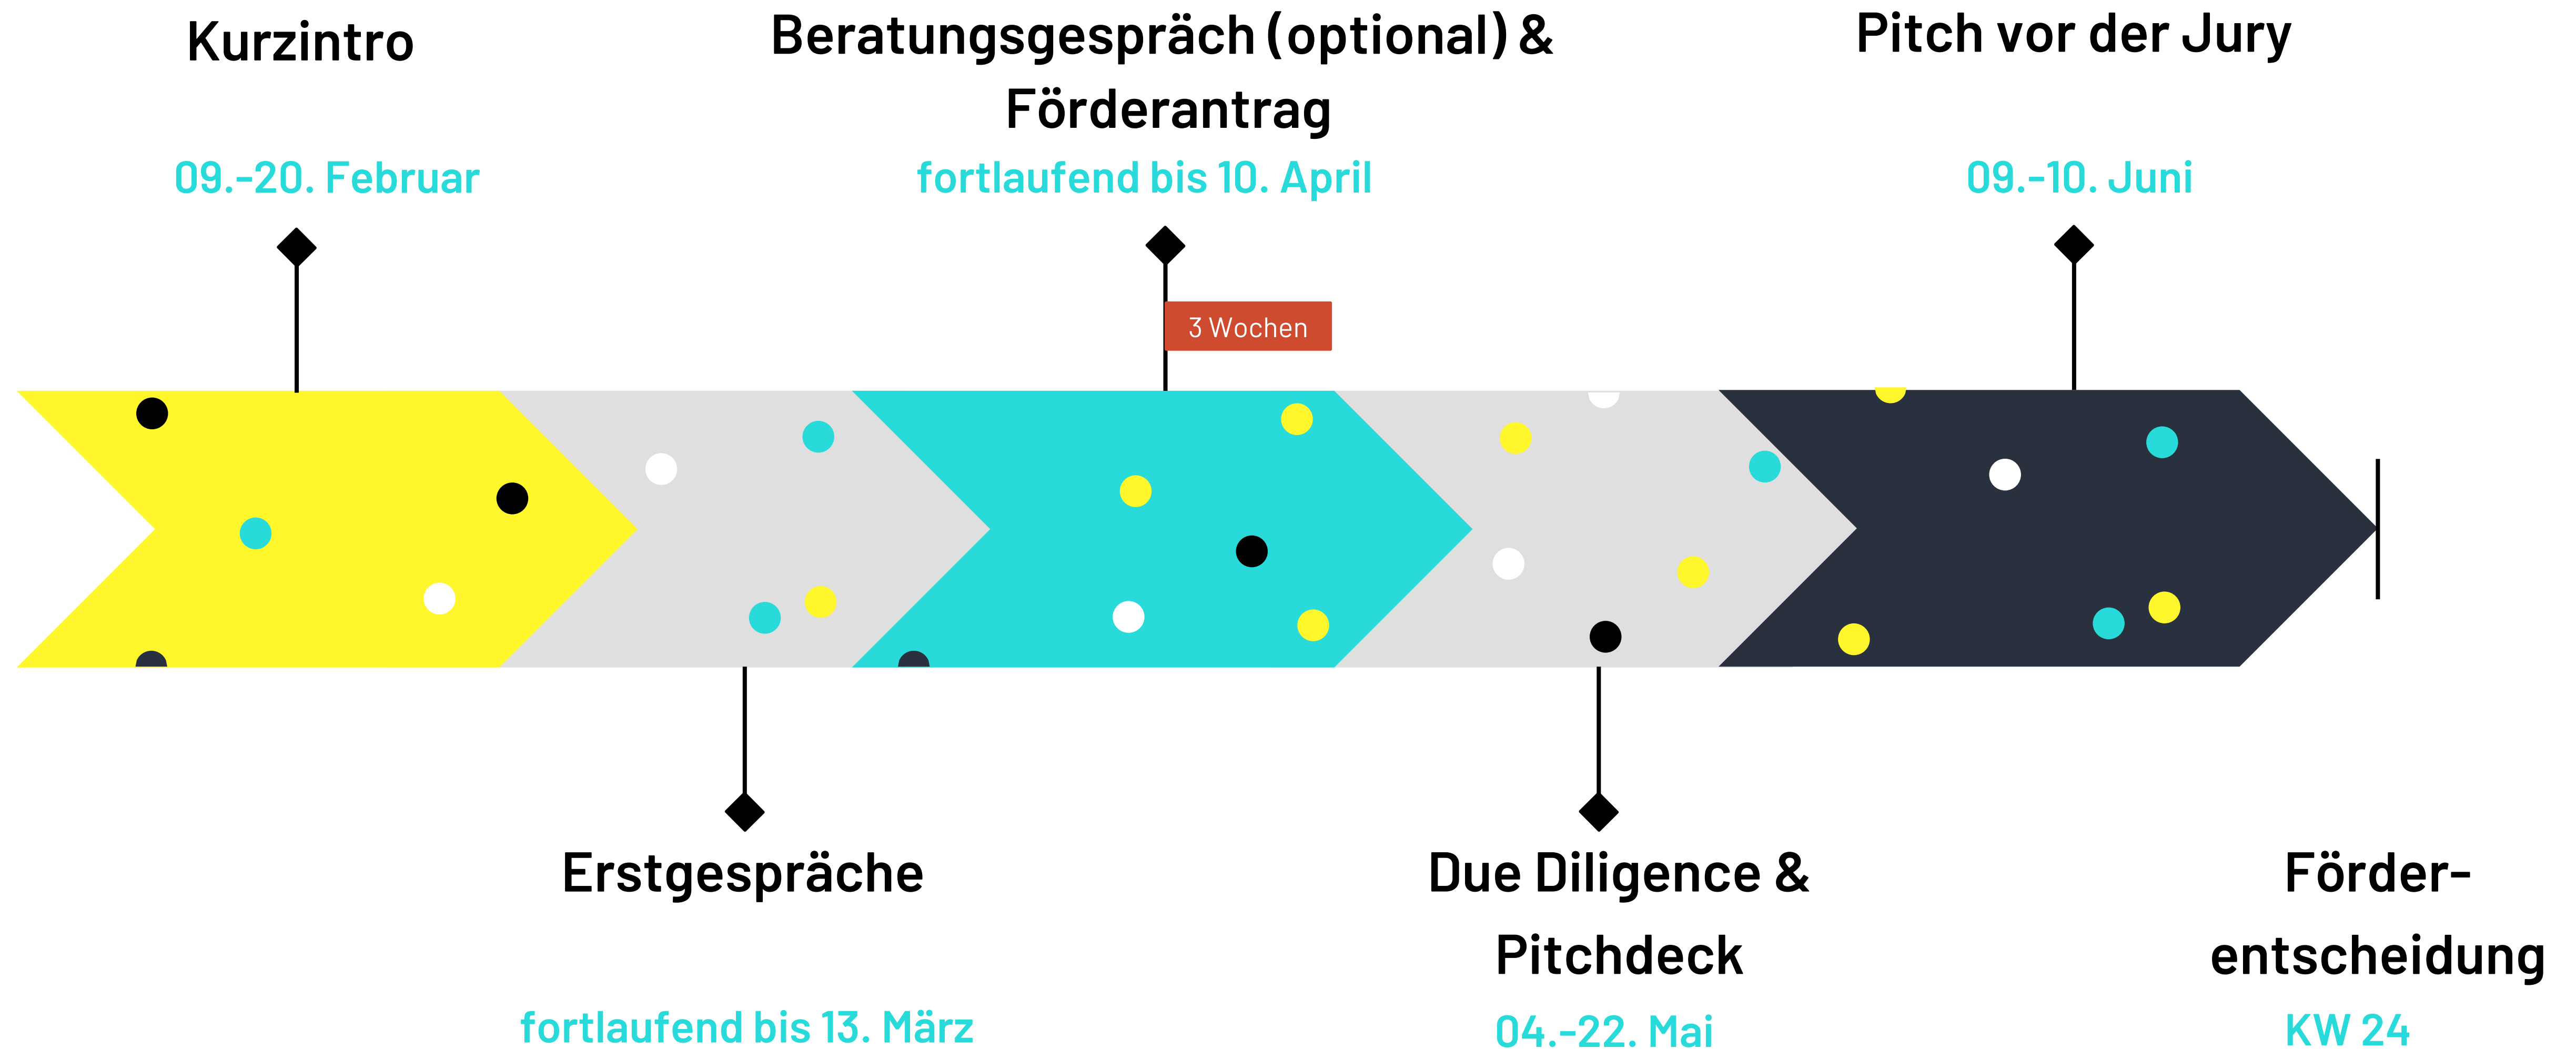 Kurzintro
09.-20. Februar
Beratungsgespräch (optional) &
Förderantrag
fortlaufend bis 10. April
3 Wochen
Pitch vor der Jury
09.-10. Juni
Erstgespräche
fortlaufend bis 13. März
Due Diligence &
Pitchdeck
04.-22. Mai
Förder-
entscheidung
KW 24